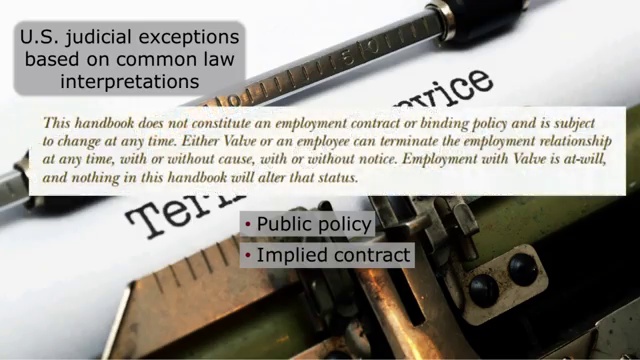 U.S. judicial exceptions
based on common law
interpretations
vice
This handbook does not constitute an employment contract or binding policy and is subject
to change at any time. Either Valve or an employee can terminate the employment relationship
at any time, with or without cause, with or without notice. Employment with Valve is at-will,
and nothing in this handbook will alter that status.
Ter
• Public policy
• Implied contract